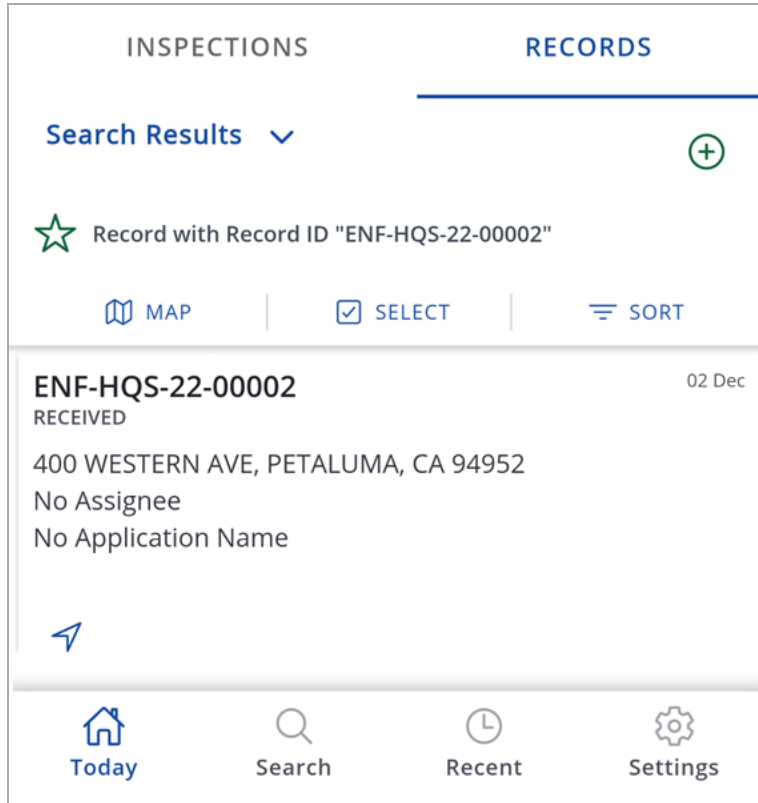 INSPECTIONS RECORDS
Search Results
Record with Record ID "ENF-HQS-22-00002"
MAP SELECT SORT
ENF-HQS-22-00002 02 Dec
RECEIVED
400 WESTERN AVE, PETALUMA, CA 94952
No Assignee
No Application Name
Today Search Recent Settings